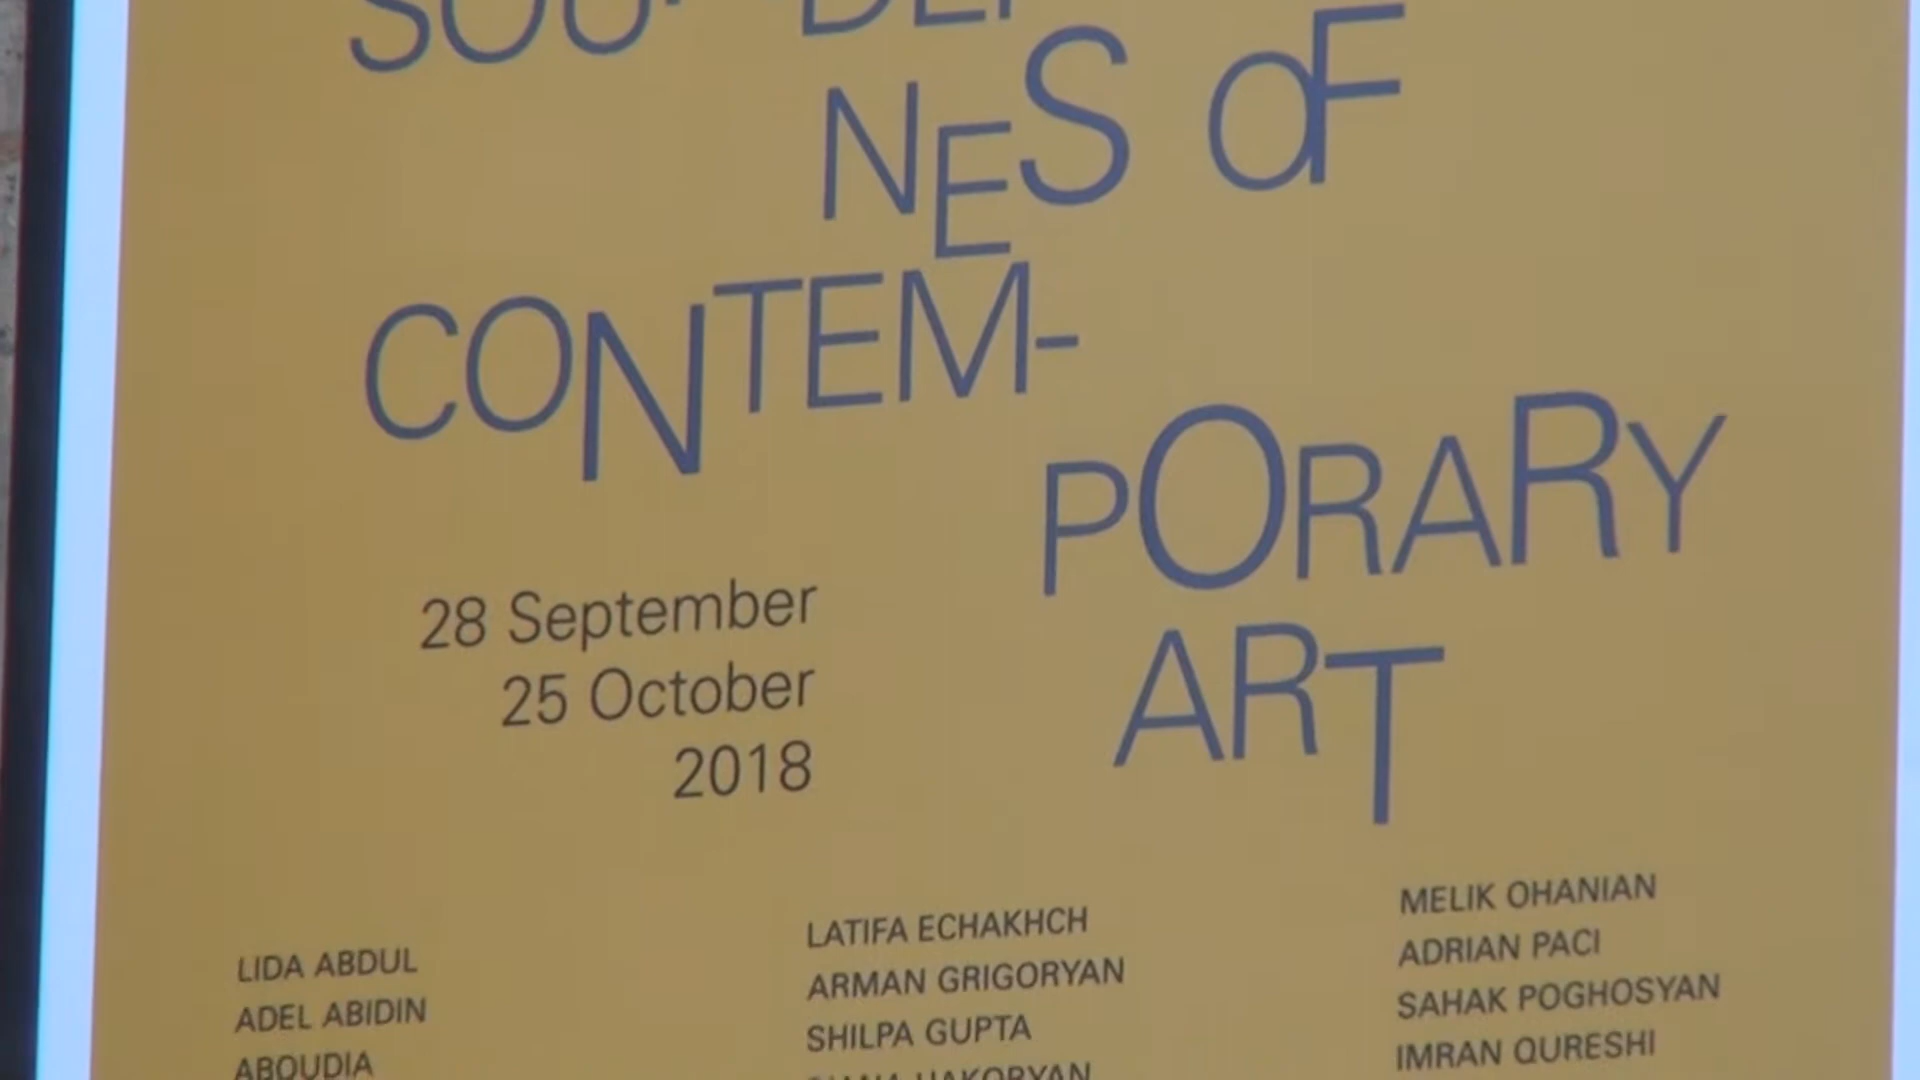 NES OF
CONTEM-
PORARY
ART
28 September
25 October
2018
LIDA ABDUL
ADEL ABIDIN
ABOUDIA
LATIFA ECHAKHCH
ARMAN GRIGORYAN
SHILPA GUPTA
HAKOBYAN
MELIK OHANIAN
ADRIAN PACI
SAHAK POGHOSYAN
IMRAN QURESHI